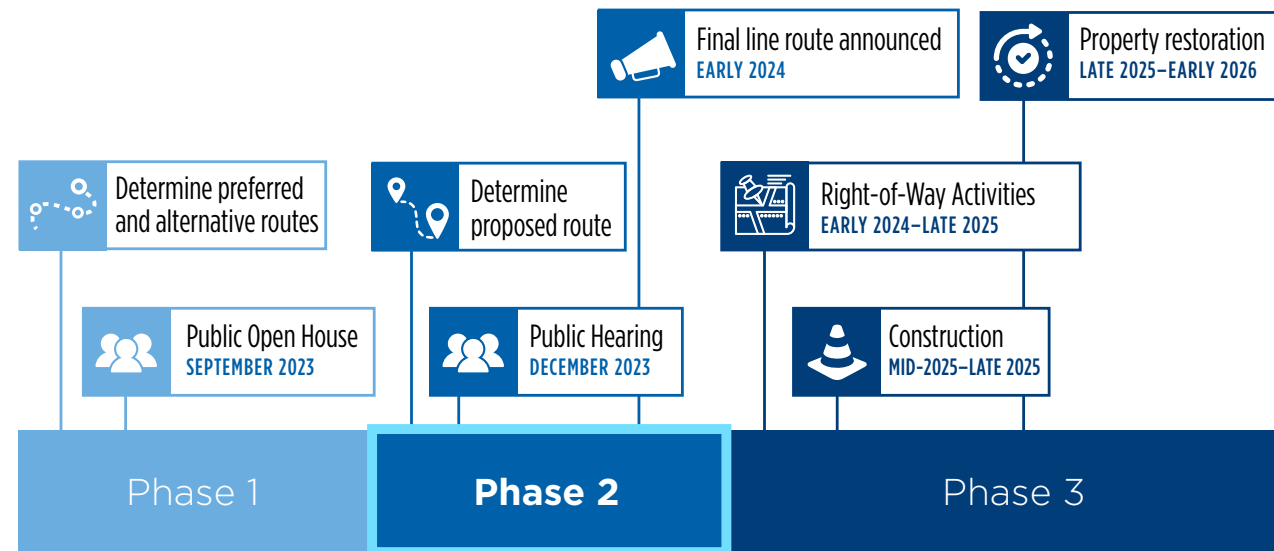 Final line route announced
EARLY 2024
Property restoration
LATE 2025–EARLY 2026
Determine preferred
and alternative routes
Determine
proposed route
Right-of-Way Activities
EARLY 2024–LATE 2025
Public Open House
SEPTEMBER 2023
Public Hearing
DECEMBER 2023
Construction
MID-2025–LATE 2025
Phase 1
Phase 2
Phase 3